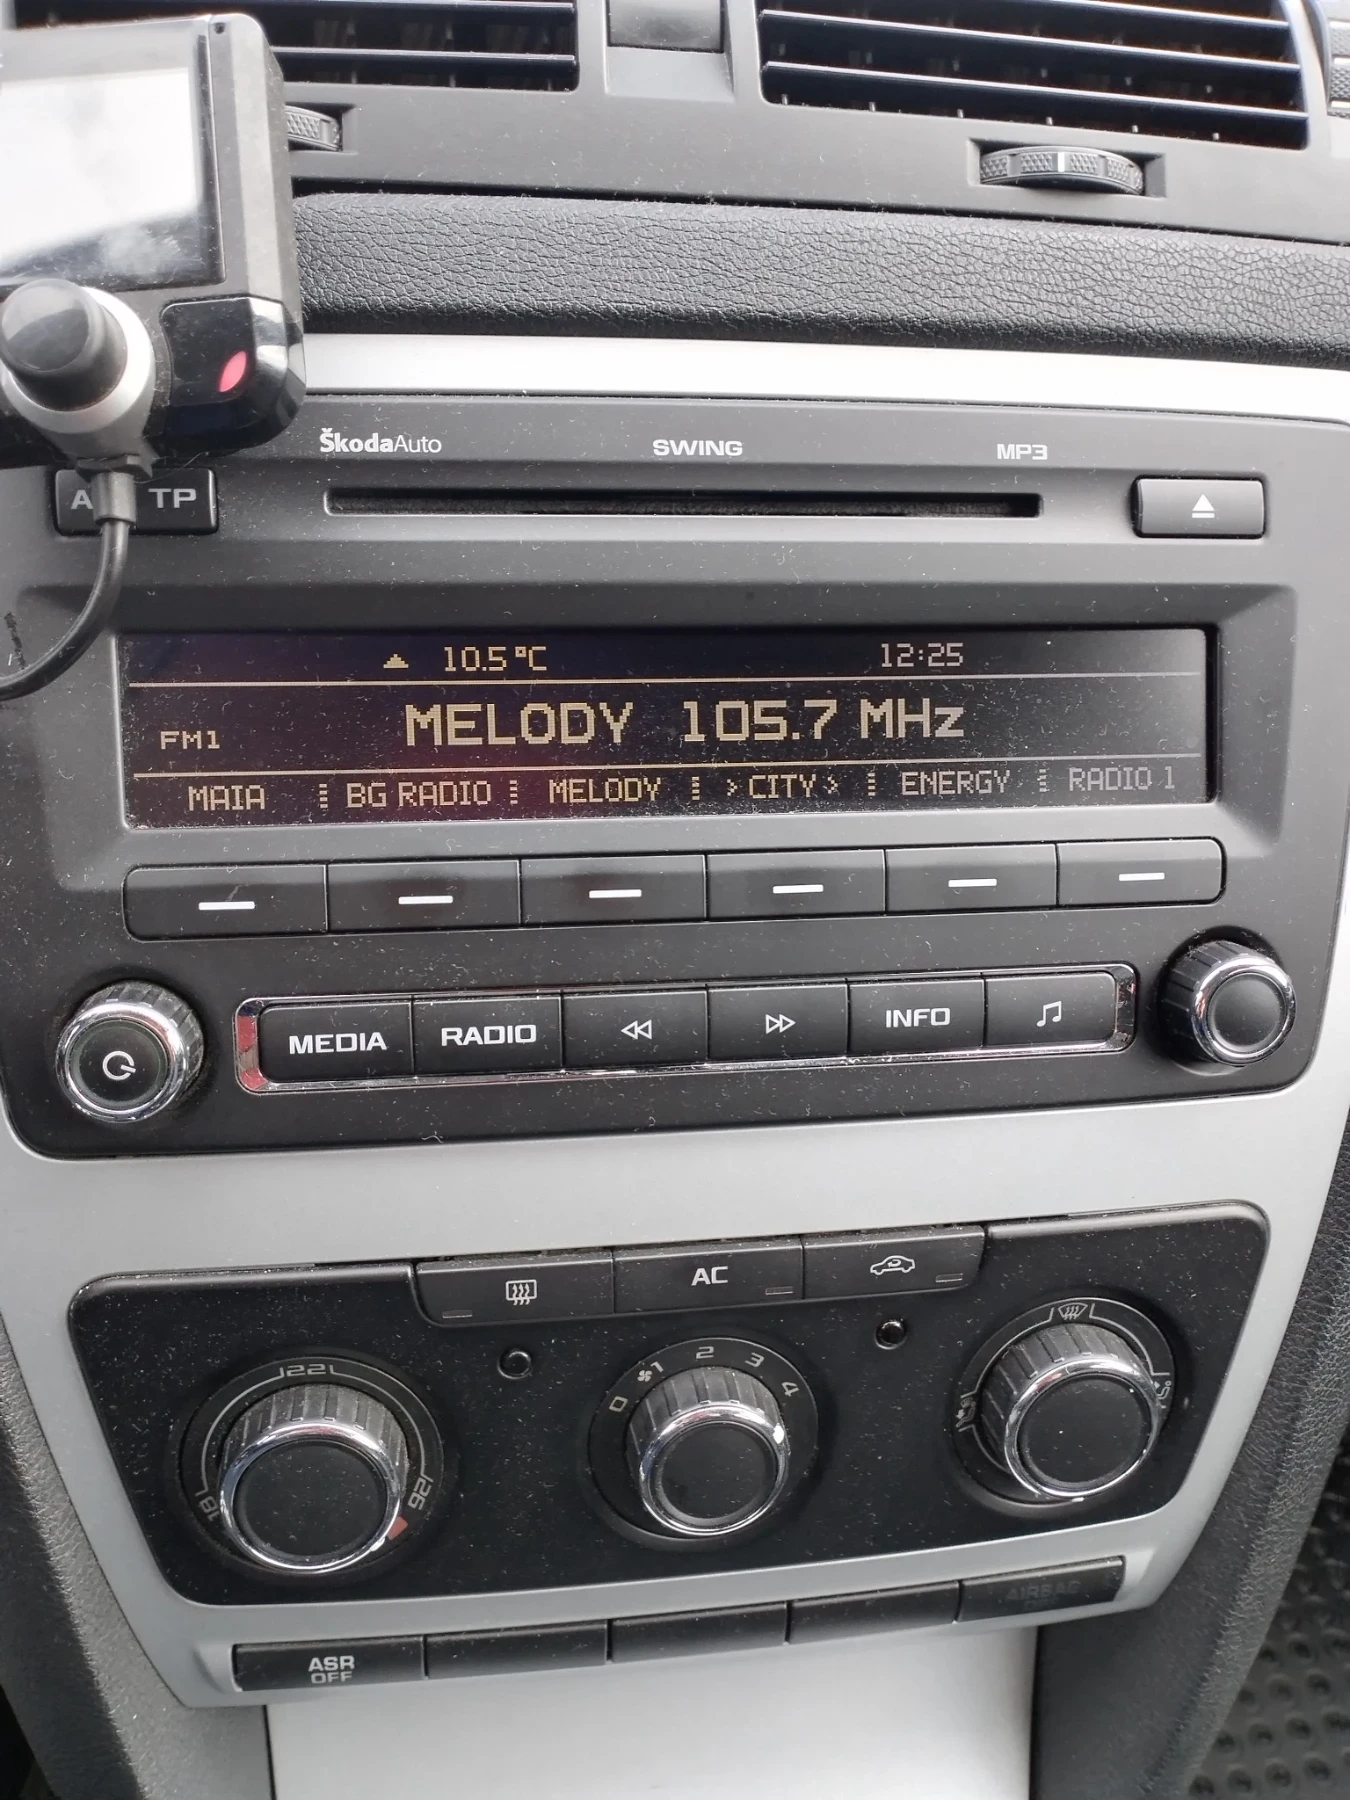 ŠkodaAuto SWING MP3
TP
10.5 °C 12:25
FM1 MELODY 105.7 MHz
MAIA BG RADIO MELODY >CITY> ENERGY RADIO 1
MEDIA RADIO INFO
AC
22
0 1 2 3 4
18 26
ASR OFF
AIRBAG